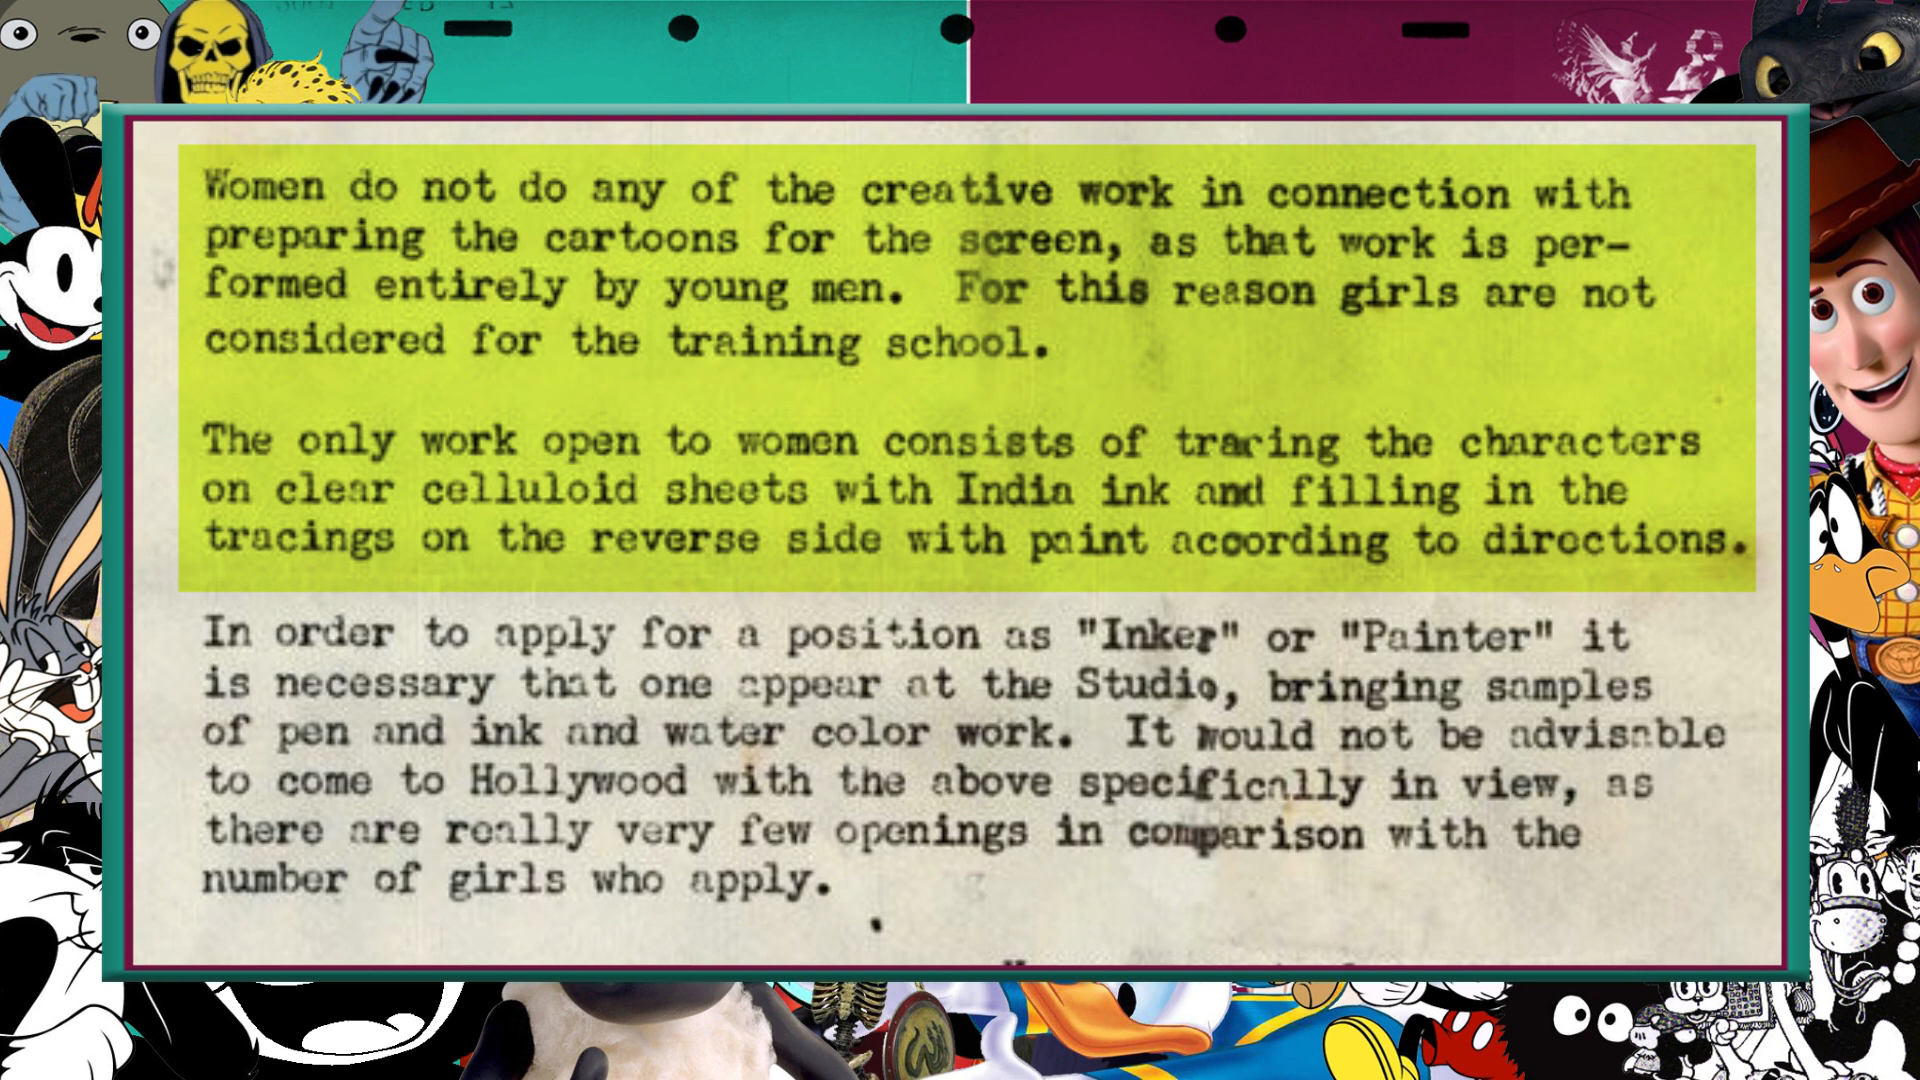 Women do not do any of the creative work in connection with
preparing the cartoons for the screen, as that work is per-
formed entirely by young men. For this reason girls are not
considered for the training school.
The only work open to women consists of tracing the characters
on clear celluloid sheets with India ink and filling in the
tracings on the reverse side with paint according to directions.
In order to apply for a position as "Inker" or "Painter" it
is necessary that one appear at the Studio, bringing samples
of pen and ink and water color work. It would not be advisable
to come to Hollywood with the above specifically in view, as
there are really very few openings in comparison with the
number of girls who apply.